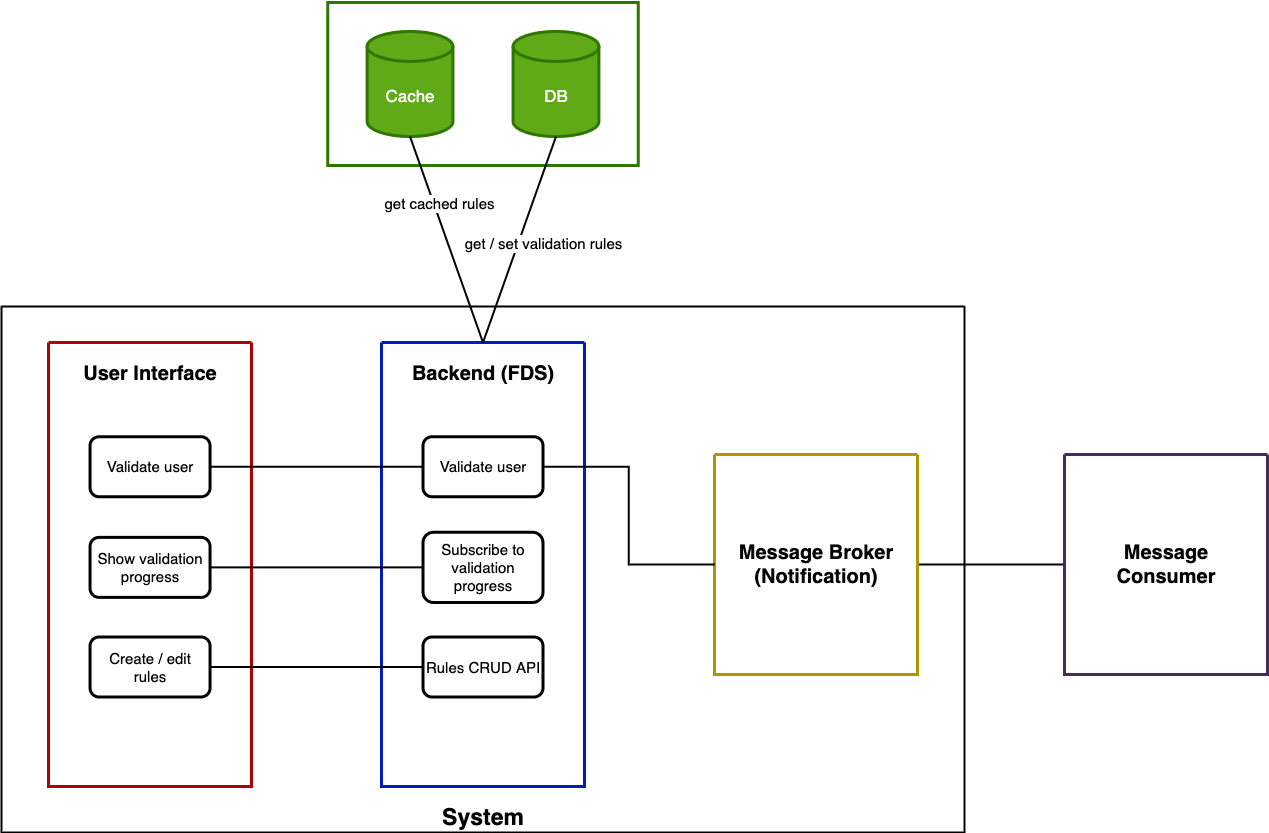 Cache
DB
get cached rules
get / set validation rules
User Interface
Backend (FDS)
Validate user
Validate user
Show validation
progress
Subscribe to
validation
progress
Message Broker
(Notification)
Message
Consumer
Create / edit
rules
Rules CRUD API
System